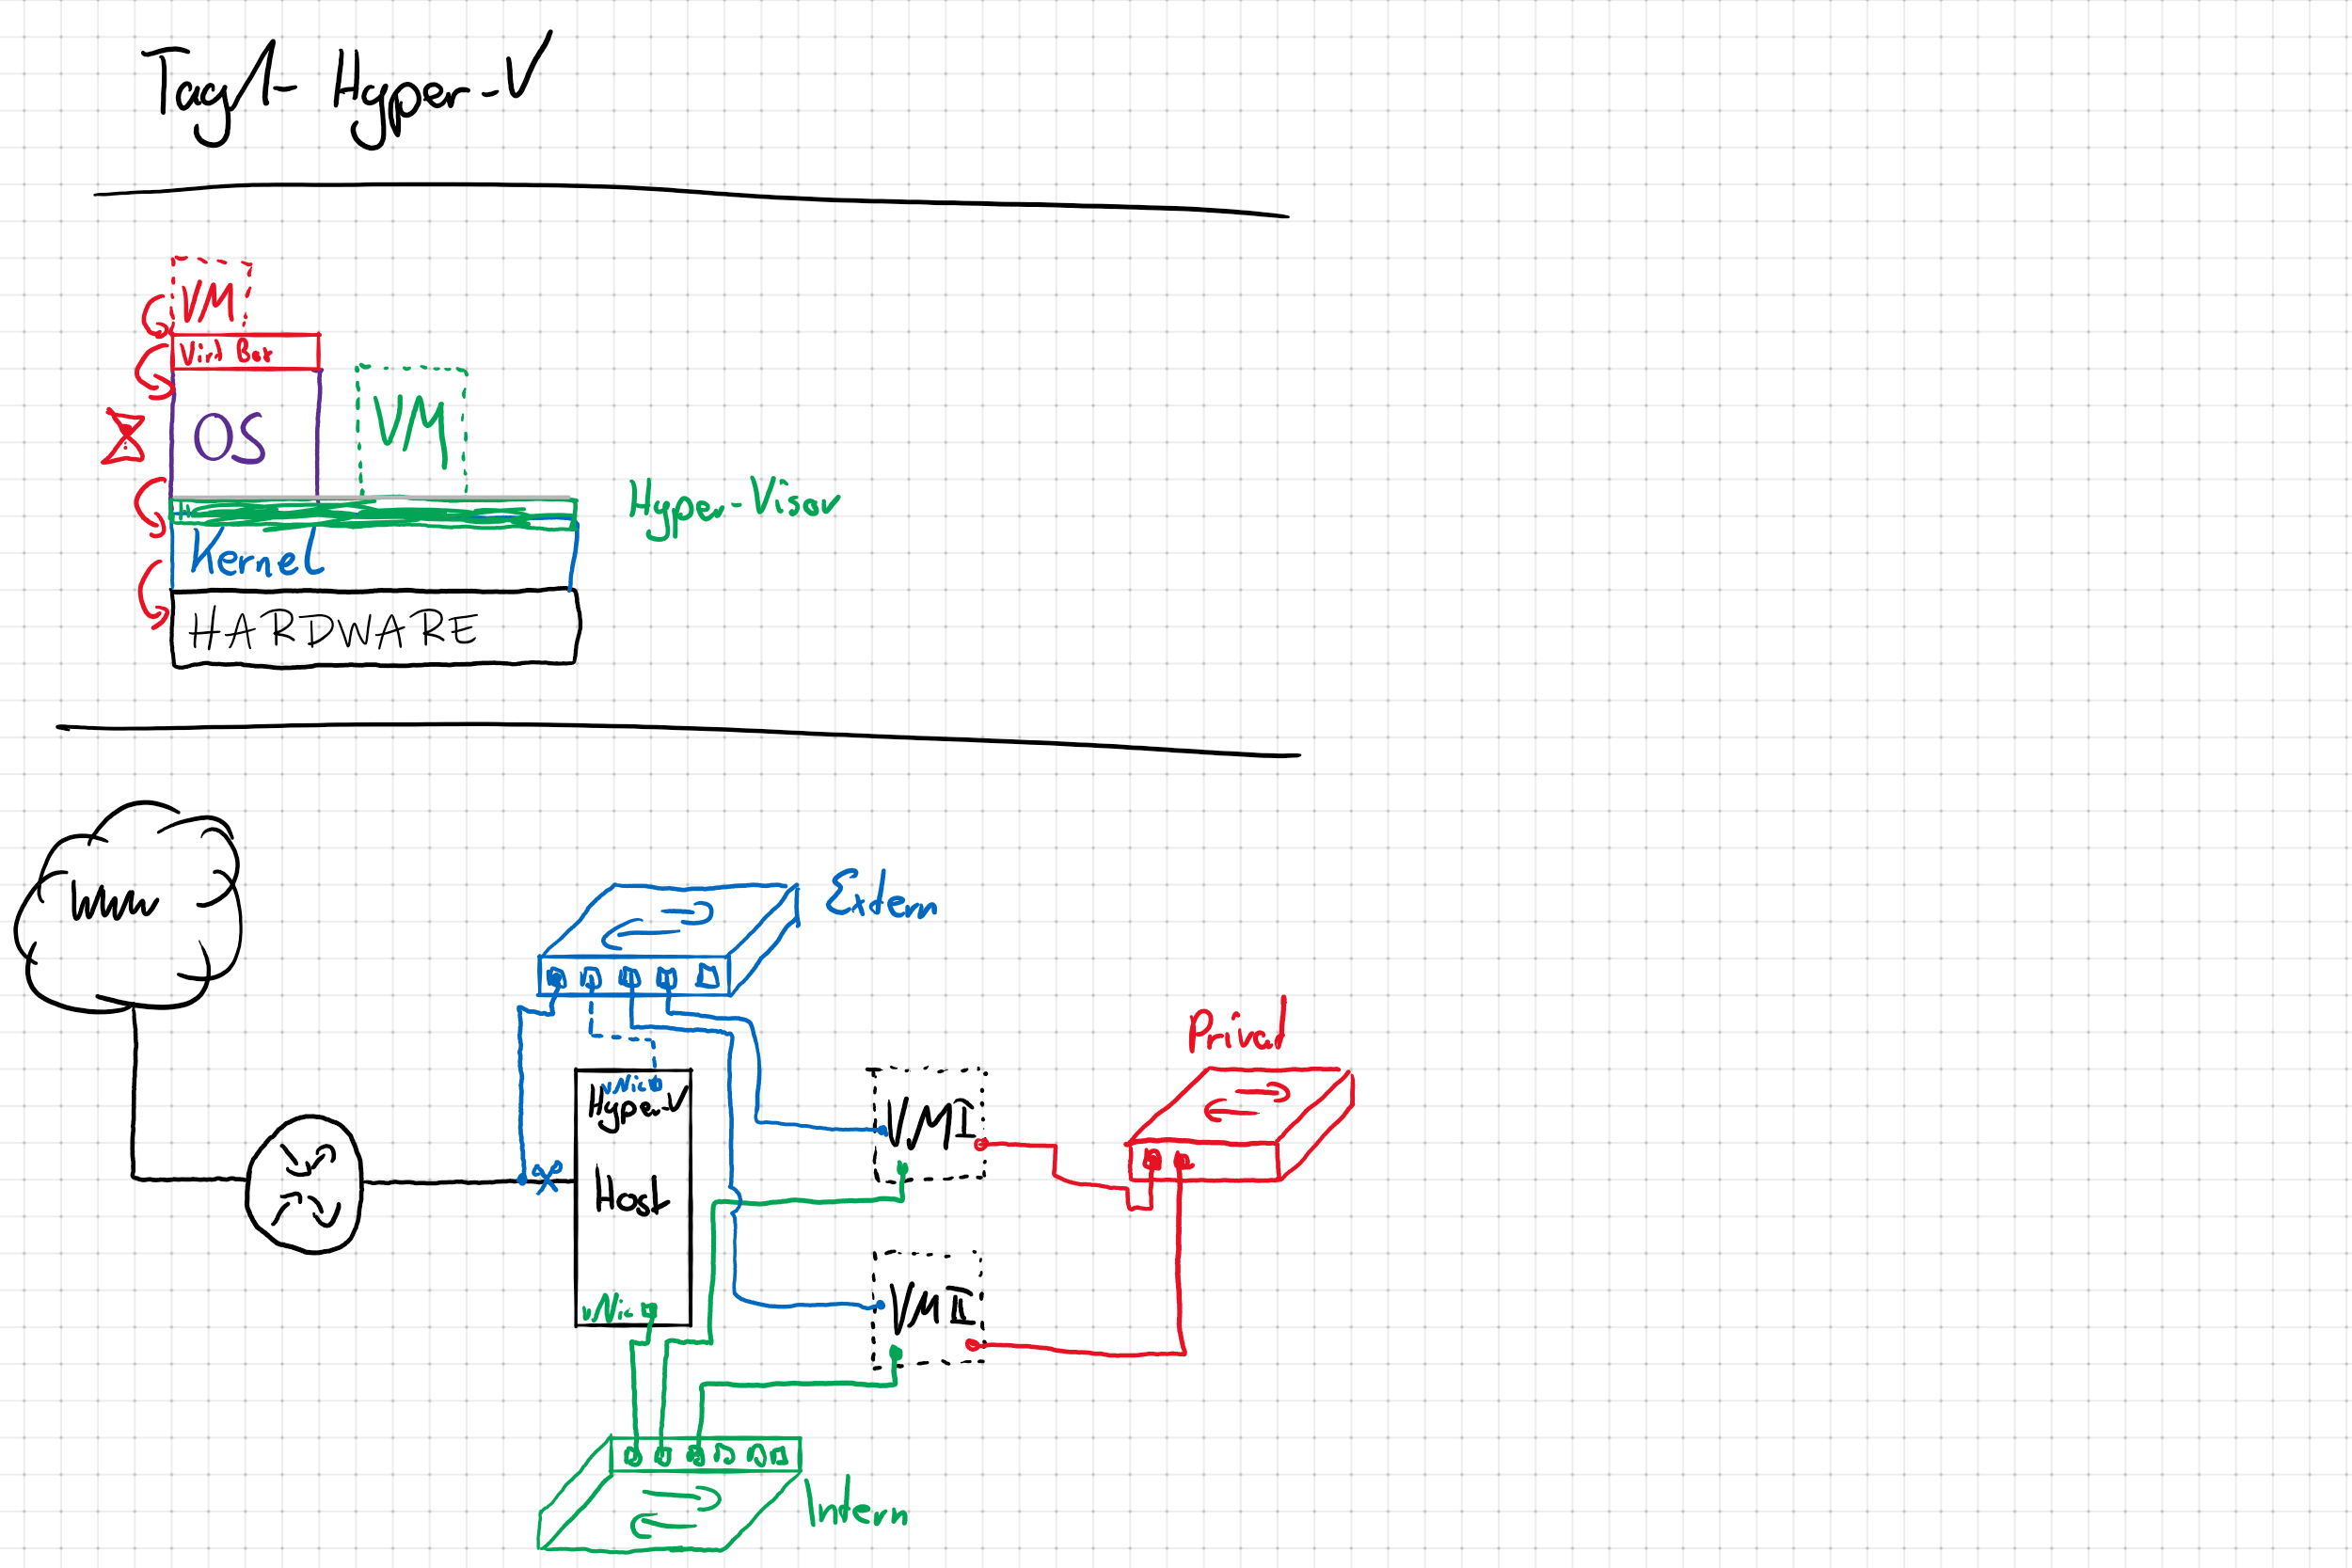 Tag 1 - Hyper-V
VM
Virt Box
OS
VM
Hyper-Visor
Kernel
HARDWARE
www
Extern
Privat
vNic
Hyper-V
Host
VM I
vNic
VM II
Intern